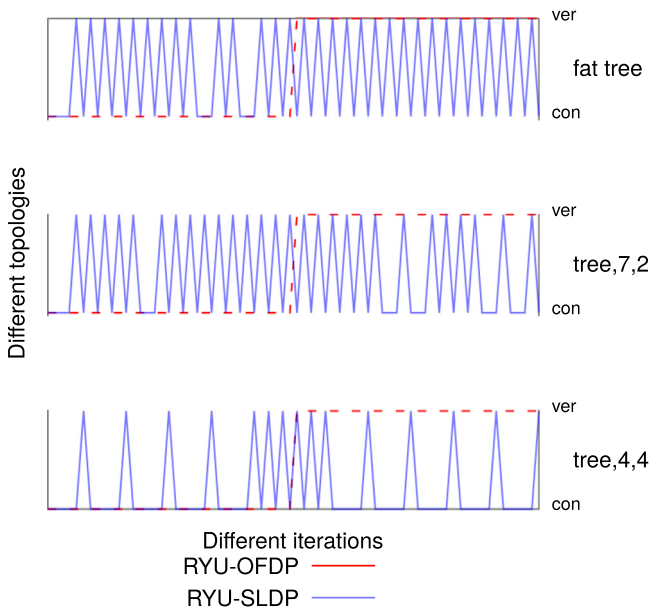 ver
fat tree
con
ver
tree,7,2
con
ver
tree,4,4
con
Different topologies
Different iterations
RYU-OFDP
RYU-SLDP